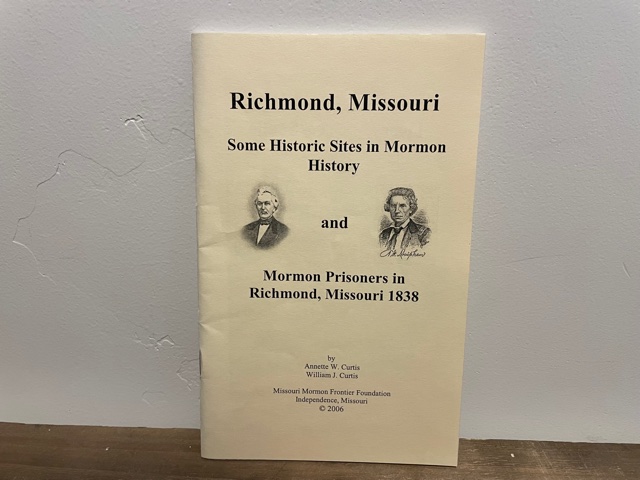 Richmond, Missouri
Some Historic Sites in Mormon
History
and
Mormon Prisoners in
Richmond, Missouri 1838
by
Annette W. Curtis
William J. Curtis
Missouri Mormon Frontier Foundation
Independence, Missouri
© 2006